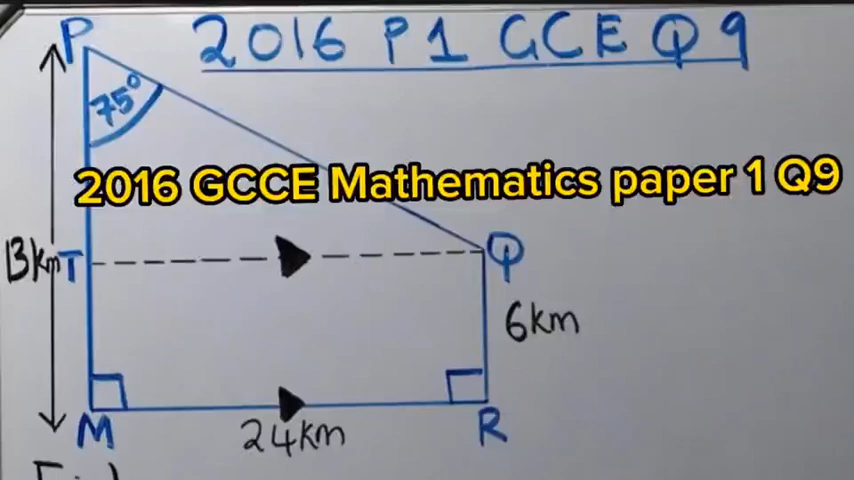 P
2016 P1 GCE Q9
75°
2016 GCCE Mathematics paper 1 Q9
13km
T
Q
6km
M
24km
R